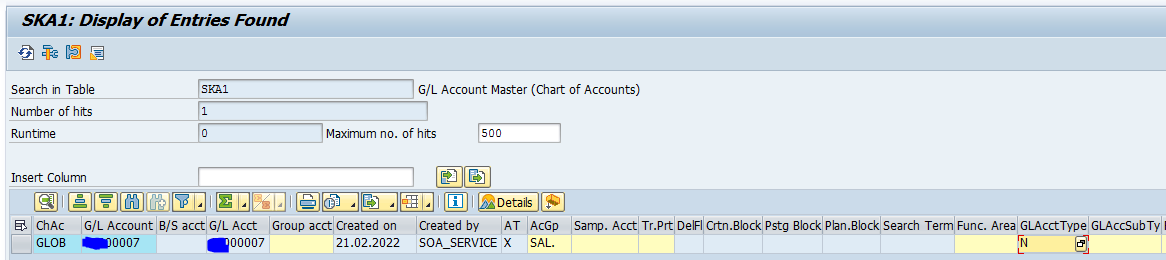 SKA1: Display of Entries Found
Search in Table SKA1 G/L Account Master (Chart of Accounts)
Number of hits 1
Runtime 0 Maximum no. of hits 500
Insert Column
Details
ChAc G/L Account B/S acct G/L Acct Group acct Created on Created by AT AcGp Samp. Acct Tr.Prt DelFl Crtn.Block Pstg Block Plan.Block Search Term Func. Area GLAcctType GLAccSubTy
GLOB 00007 00007 21.02.2022 SOA_SERVICE X SAL. N